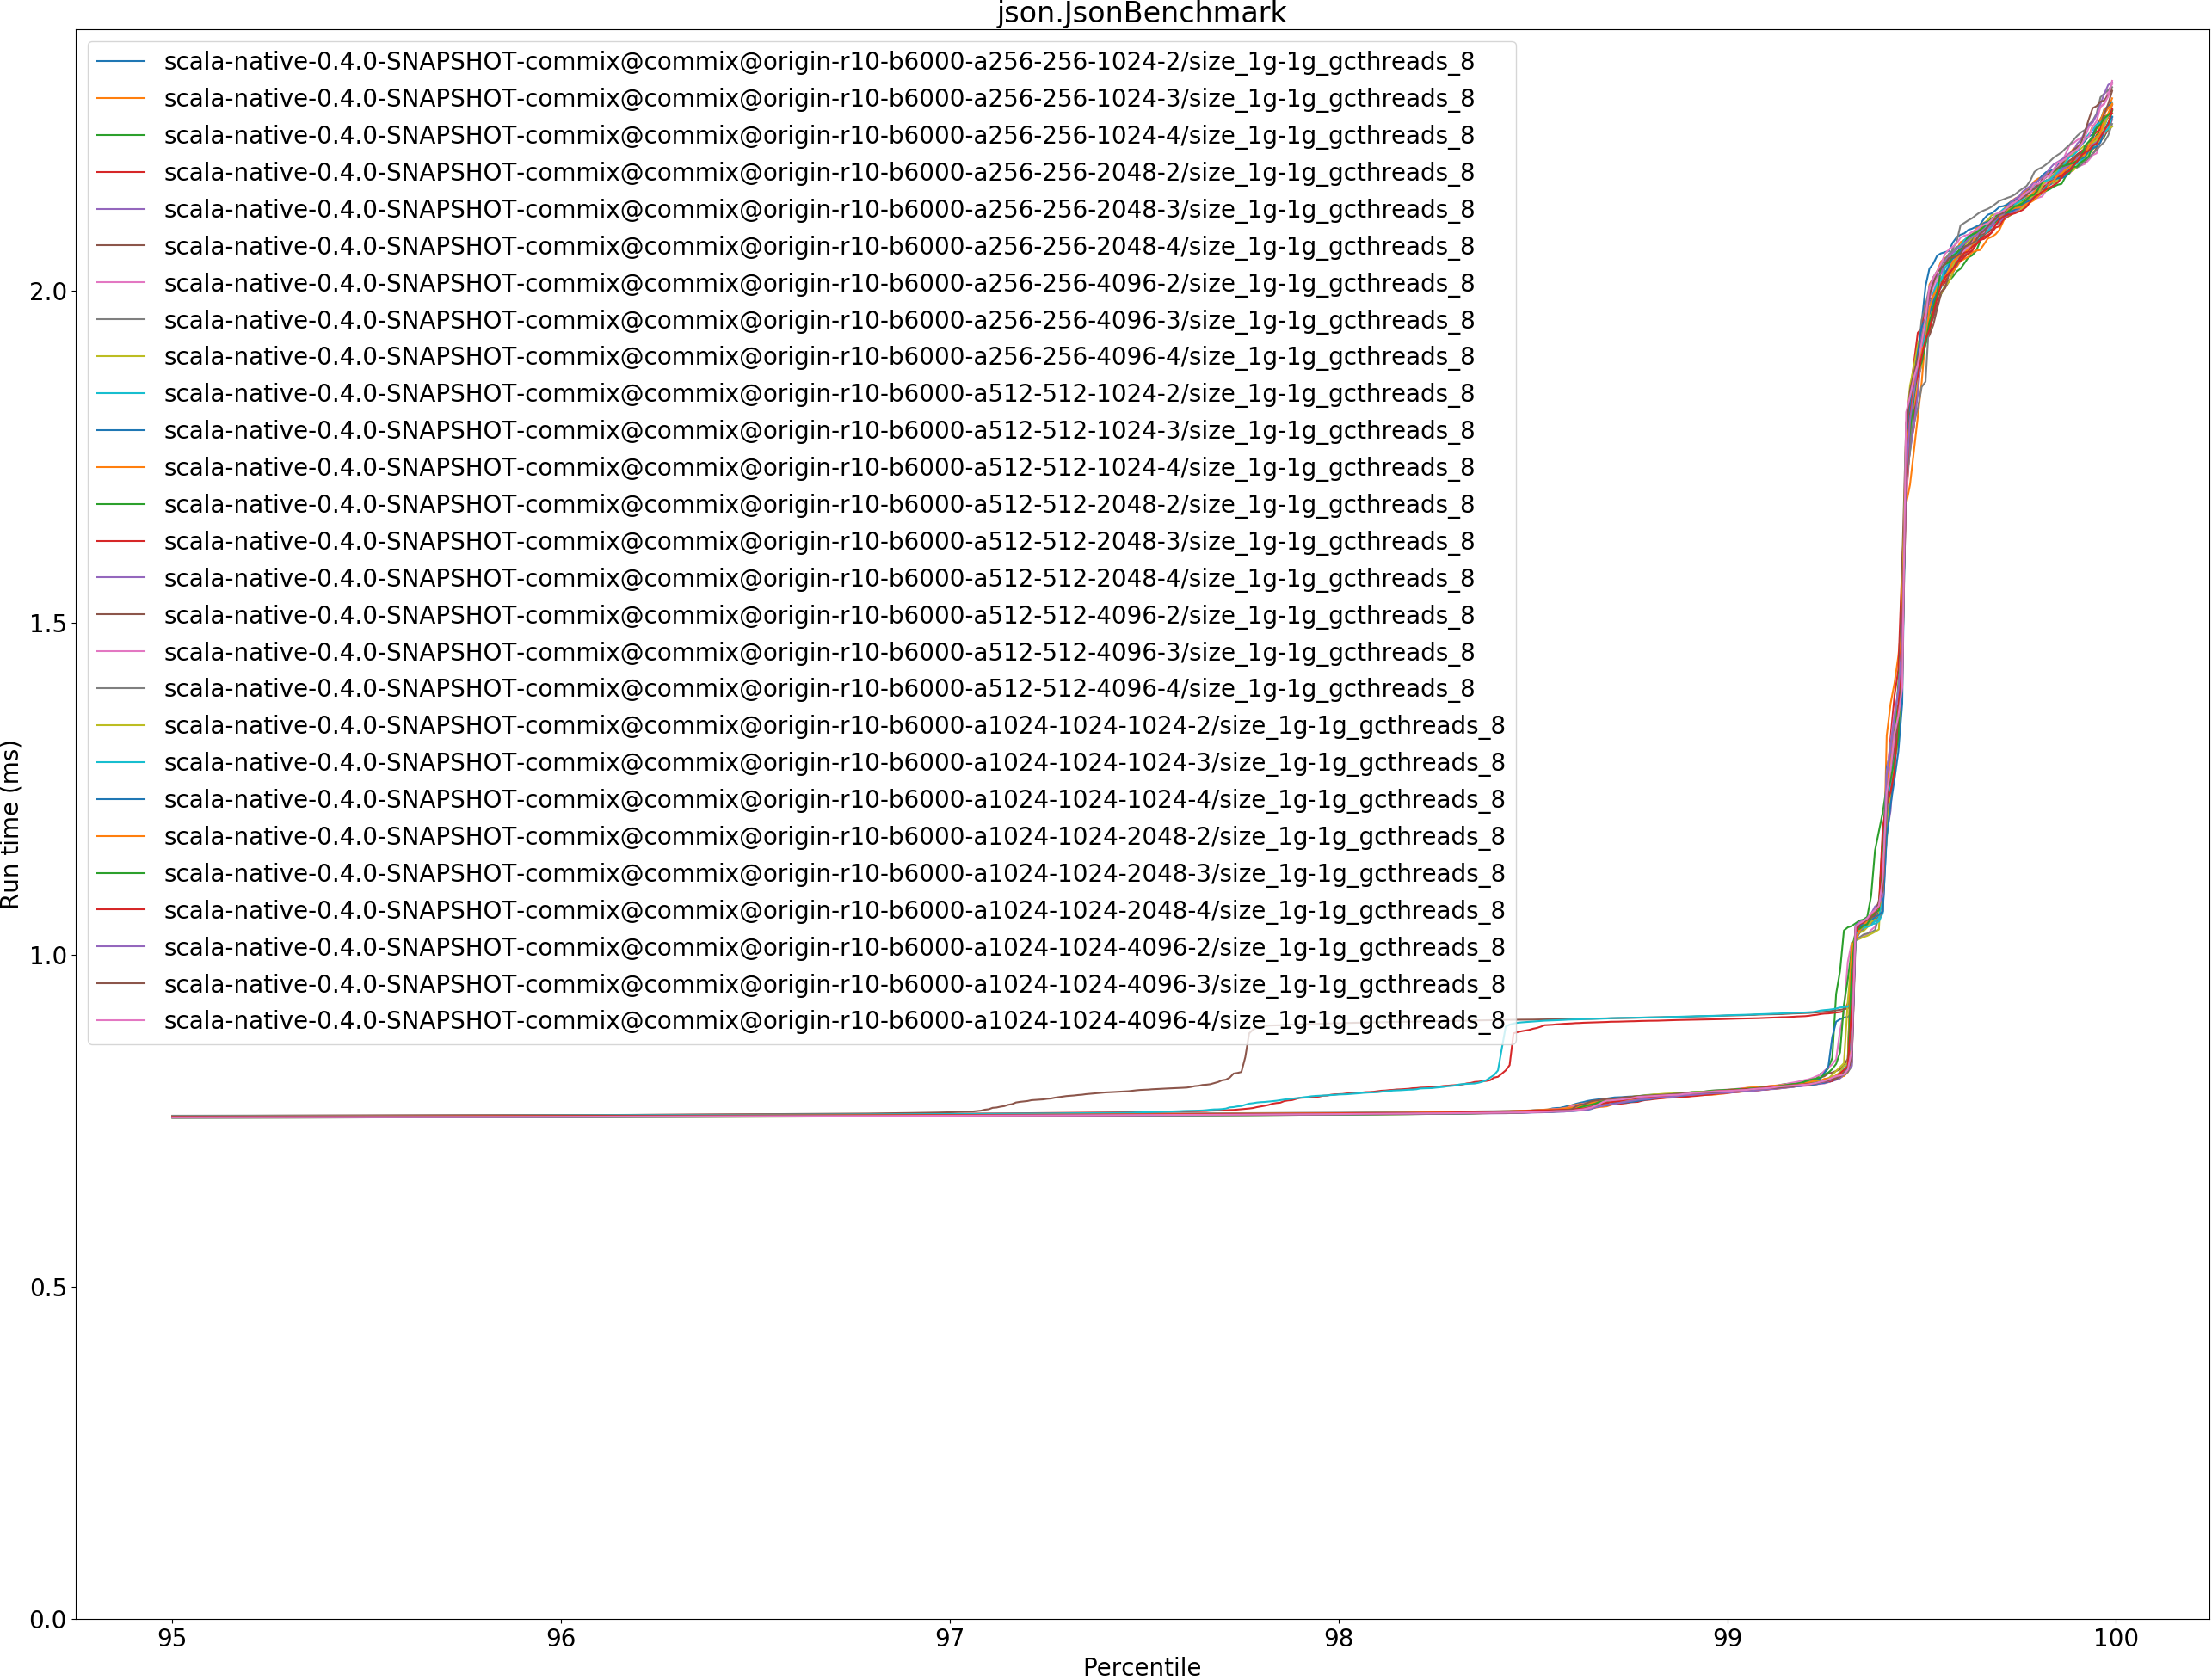 json.JsonBenchmark
scala-native-0.4.0-SNAPSHOT-commix@commix@origin-r10-b6000-a256-256-1024-2/size_1g-1g_gcthreads_8
scala-native-0.4.0-SNAPSHOT-commix@commix@origin-r10-b6000-a256-256-1024-3/size_1g-1g_gcthreads_8
scala-native-0.4.0-SNAPSHOT-commix@commix@origin-r10-b6000-a256-256-1024-4/size_1g-1g_gcthreads_8
scala-native-0.4.0-SNAPSHOT-commix@commix@origin-r10-b6000-a256-256-2048-2/size_1g-1g_gcthreads_8
scala-native-0.4.0-SNAPSHOT-commix@commix@origin-r10-b6000-a256-256-2048-3/size_1g-1g_gcthreads_8
scala-native-0.4.0-SNAPSHOT-commix@commix@origin-r10-b6000-a256-256-2048-4/size_1g-1g_gcthreads_8
scala-native-0.4.0-SNAPSHOT-commix@commix@origin-r10-b6000-a256-256-4096-2/size_1g-1g_gcthreads_8
scala-native-0.4.0-SNAPSHOT-commix@commix@origin-r10-b6000-a256-256-4096-3/size_1g-1g_gcthreads_8
scala-native-0.4.0-SNAPSHOT-commix@commix@origin-r10-b6000-a256-256-4096-4/size_1g-1g_gcthreads_8
scala-native-0.4.0-SNAPSHOT-commix@commix@origin-r10-b6000-a512-512-1024-2/size_1g-1g_gcthreads_8
scala-native-0.4.0-SNAPSHOT-commix@commix@origin-r10-b6000-a512-512-1024-3/size_1g-1g_gcthreads_8
scala-native-0.4.0-SNAPSHOT-commix@commix@origin-r10-b6000-a512-512-1024-4/size_1g-1g_gcthreads_8
scala-native-0.4.0-SNAPSHOT-commix@commix@origin-r10-b6000-a512-512-2048-2/size_1g-1g_gcthreads_8
scala-native-0.4.0-SNAPSHOT-commix@commix@origin-r10-b6000-a512-512-2048-3/size_1g-1g_gcthreads_8
scala-native-0.4.0-SNAPSHOT-commix@commix@origin-r10-b6000-a512-512-2048-4/size_1g-1g_gcthreads_8
scala-native-0.4.0-SNAPSHOT-commix@commix@origin-r10-b6000-a512-512-4096-2/size_1g-1g_gcthreads_8
scala-native-0.4.0-SNAPSHOT-commix@commix@origin-r10-b6000-a512-512-4096-3/size_1g-1g_gcthreads_8
scala-native-0.4.0-SNAPSHOT-commix@commix@origin-r10-b6000-a512-512-4096-4/size_1g-1g_gcthreads_8
scala-native-0.4.0-SNAPSHOT-commix@commix@origin-r10-b6000-a1024-1024-1024-2/size_1g-1g_gcthreads_8
scala-native-0.4.0-SNAPSHOT-commix@commix@origin-r10-b6000-a1024-1024-1024-3/size_1g-1g_gcthreads_8
scala-native-0.4.0-SNAPSHOT-commix@commix@origin-r10-b6000-a1024-1024-1024-4/size_1g-1g_gcthreads_8
scala-native-0.4.0-SNAPSHOT-commix@commix@origin-r10-b6000-a1024-1024-2048-2/size_1g-1g_gcthreads_8
scala-native-0.4.0-SNAPSHOT-commix@commix@origin-r10-b6000-a1024-1024-2048-3/size_1g-1g_gcthreads_8
scala-native-0.4.0-SNAPSHOT-commix@commix@origin-r10-b6000-a1024-1024-2048-4/size_1g-1g_gcthreads_8
scala-native-0.4.0-SNAPSHOT-commix@commix@origin-r10-b6000-a1024-1024-4096-2/size_1g-1g_gcthreads_8
scala-native-0.4.0-SNAPSHOT-commix@commix@origin-r10-b6000-a1024-1024-4096-3/size_1g-1g_gcthreads_8
scala-native-0.4.0-SNAPSHOT-commix@commix@origin-r10-b6000-a1024-1024-4096-4/size_1g-1g_gcthreads_8
Run time (ms)
2.0
1.5
1.0
0.5
0.0
95 96 97 98 99 100
Percentile